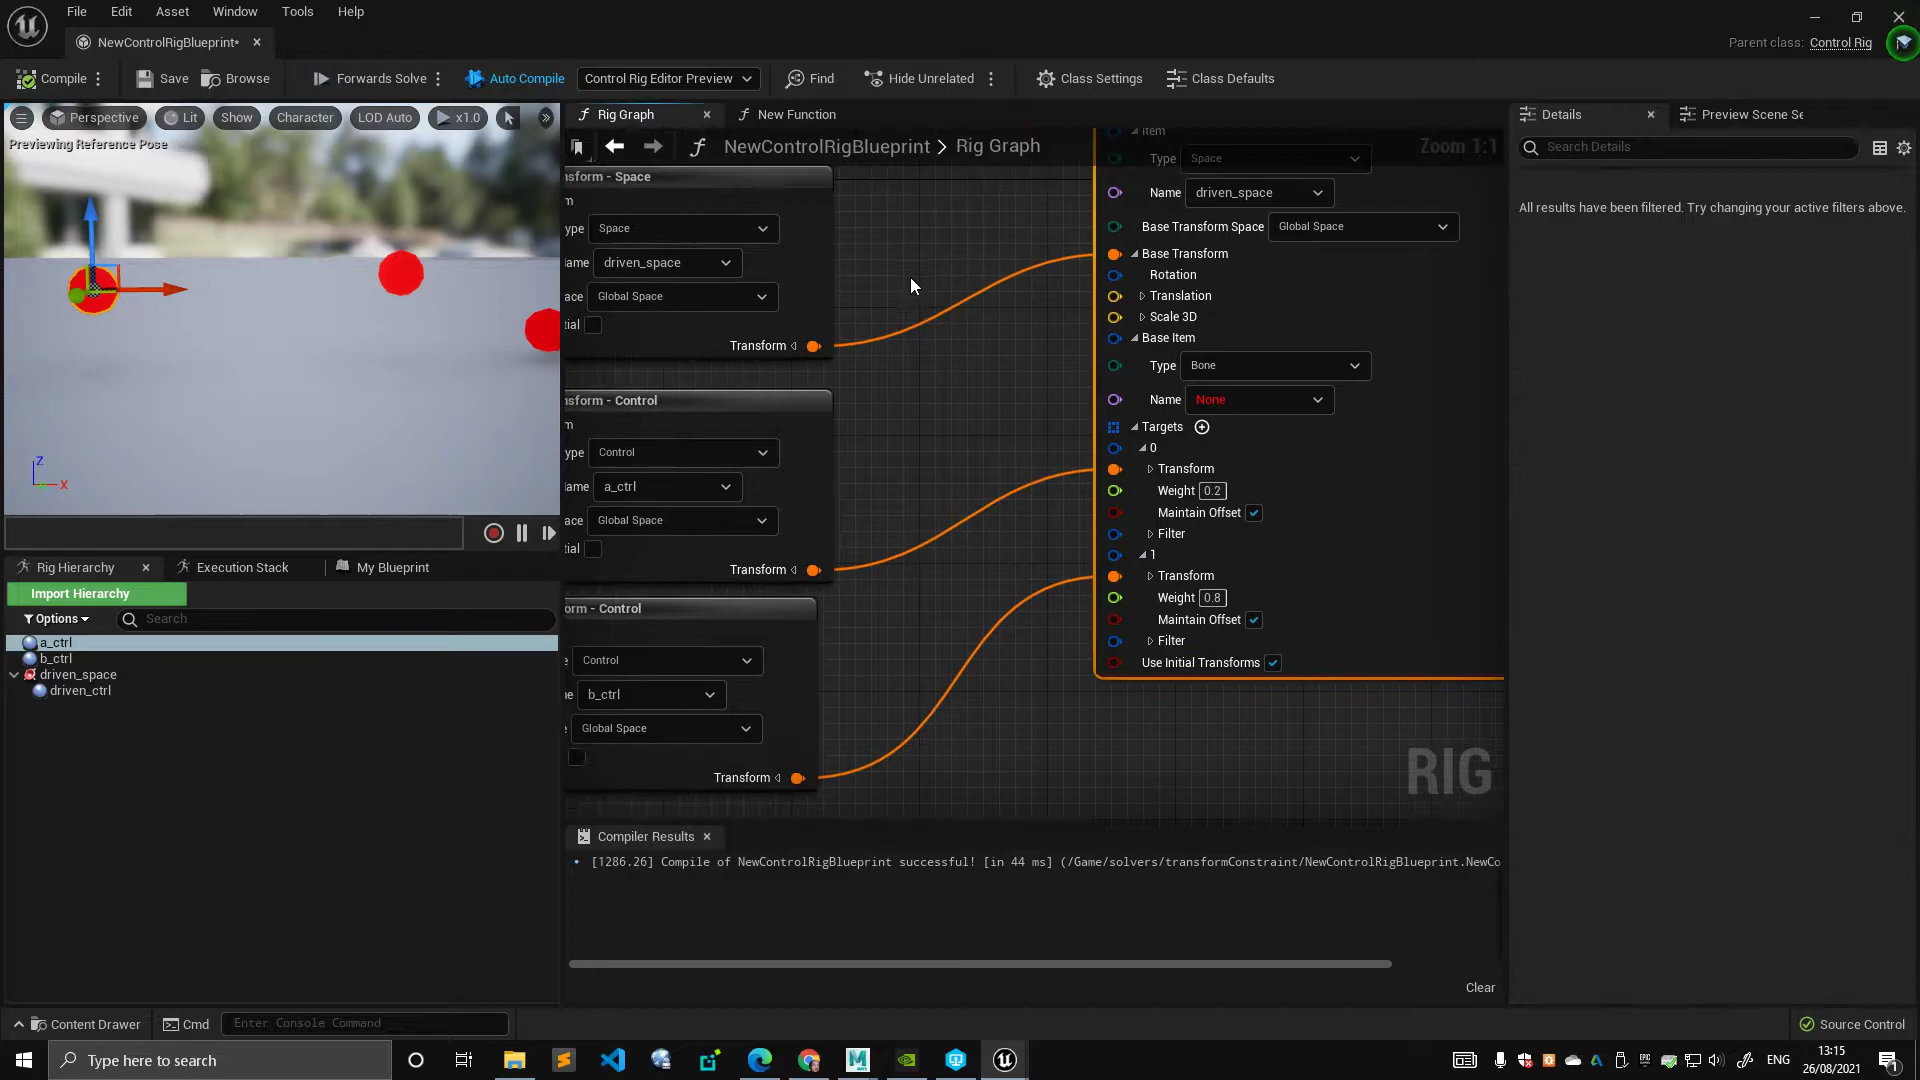 File Edit Asset Window Tools Help
NewControlRigBlueprint*
Parent class: Control Rig
Compile Save Browse Forwards Solve Auto Compile Control Rig Editor Preview Find Hide Unrelated Class Settings Class Defaults
Perspective Lit Show Character LOD Auto x1.0
Previewing Reference Pose
Z
X
Rig Graph New Function
NewControlRigBlueprint > Rig Graph
Zoom 1:1
nsform - Space
m
ype Space
lame driven_space
ace Global Space
tial
Transform
nsform - Control
m
ype Control
lame a_ctrl
ace Global Space
tial
Transform
orm - Control
e Control
ne b_ctrl
e Global Space
Transform
Item
Type Space
Name driven_space
Base Transform Space Global Space
Base Transform
Rotation
Translation
Scale 3D
Base Item
Type Bone
Name None
Targets
0
Transform
Weight 0.2
Maintain Offset
Filter
1
Transform
Weight 0.8
Maintain Offset
Filter
Use Initial Transforms
RIG
Details Preview Scene Se
Search Details
All results have been filtered. Try changing your active filters above.
Rig Hierarchy Execution Stack My Blueprint
Import Hierarchy
Options Search
a_ctrl
b_ctrl
driven_space
driven_ctrl
Compiler Results
[1286.26] Compile of NewControlRigBlueprint successful! [in 44 ms] (/Game/solvers/transformConstraint/NewControlRigBlueprint.NewCo
Clear
Content Drawer Cmd Enter Console Command
Source Control
Type here to search
ENG
13:15
26/08/2021
1